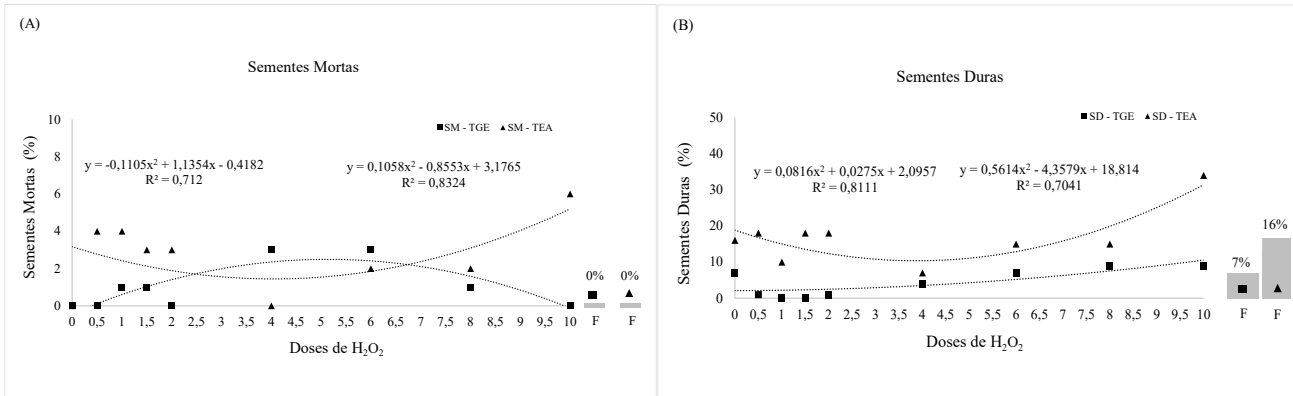 (A)
Sementes Mortas
Sementes Mortas (%)
10
8
6
4
2
0
■SM - TGE ▲SM - TEA
y = -0,1105x² + 1,1354x - 0,4182
R² = 0,712
y = 0,1058x² - 0,8553x + 3,1765
R² = 0,8324
0 0,5 1 1,5 2 2,5 3 3,5 4 4,5 5 5,5 6 6,5 7 7,5 8 8,5 9 9,5 10
0% 0%
F F
Doses de H₂O₂
(B)
Sementes Duras
Sementes Duras (%)
50
40
30
20
10
0
■SD - TGE ▲SD - TEA
y = 0,0816x² + 0,0275x + 2,0957
R² = 0,8111
y = 0,5614x² - 4,3579x + 18,814
R² = 0,7041
0 0,5 1 1,5 2 2,5 3 3,5 4 4,5 5 5,5 6 6,5 7 7,5 8 8,5 9 9,5 10
7% 16%
F F
Doses de H₂O₂